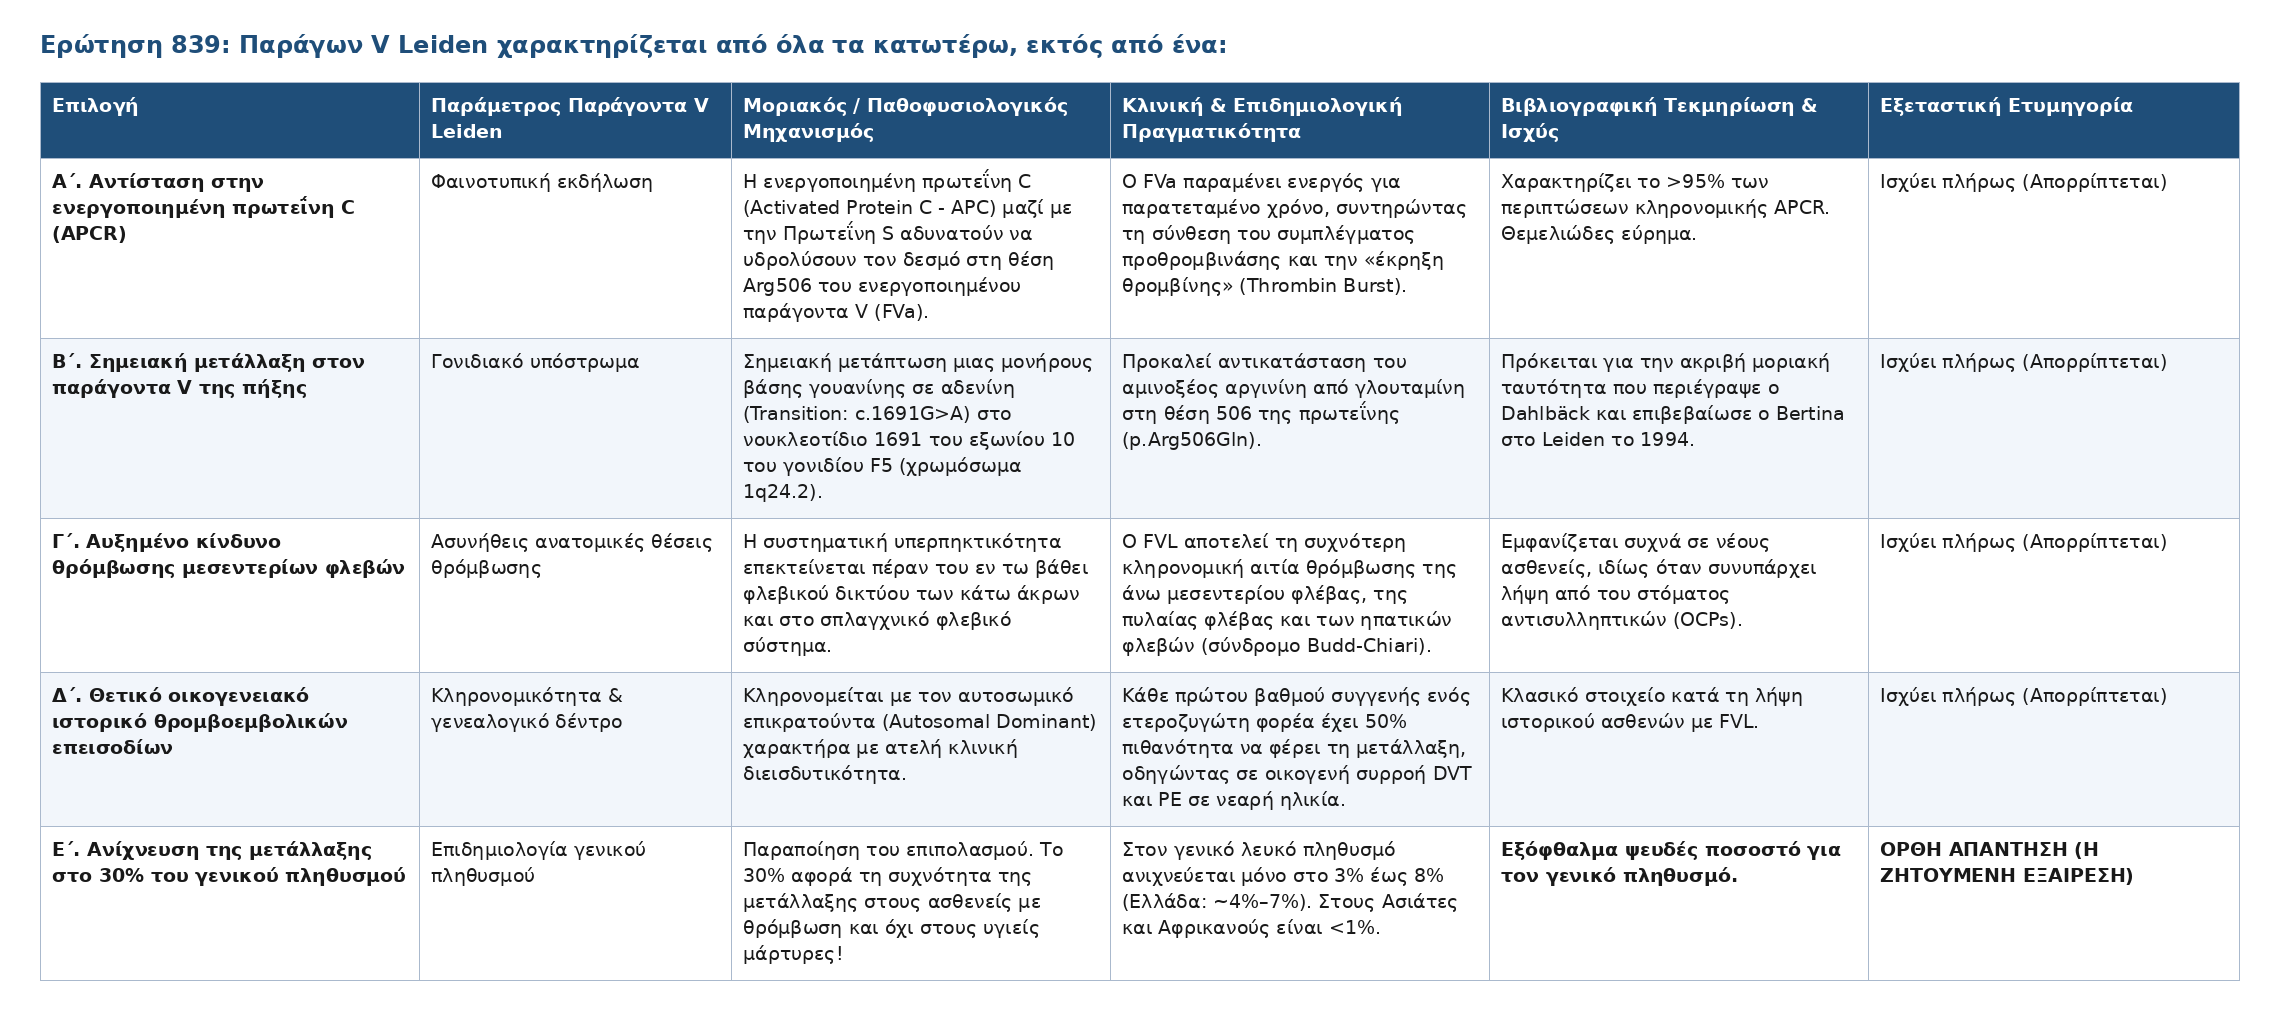 Ερώτηση 839: Παράγων V Leiden χαρακτηρίζεται από όλα τα κατωτέρω, εκτός από ένα:
Επιλογή
Παράμετρος Παράγοντα V
Leiden
Μοριακός / Παθοφυσιολογικός
Μηχανισμός
Κλινική & Επιδημιολογική
Πραγματικότητα
Βιβλιογραφική Τεκμηρίωση &
Ισχύς
Εξεταστική Ετυμηγορία
Α΄. Αντίσταση στην
ενεργοποιημένη πρωτεΐνη C
(APCR)
Φαινοτυπική εκδήλωση
Η ενεργοποιημένη πρωτεΐνη C
(Activated Protein C - APC) μαζί με
την Πρωτεΐνη S αδυνατούν να
υδρολύσουν τον δεσμό στη θέση
Arg506 του ενεργοποιημένου
παράγοντα V (FVa).
Ο FVa παραμένει ενεργός για
παρατεταμένο χρόνο, συντηρώντας
τη σύνθεση του συμπλέγματος
προθρομβινάσης και την «έκρηξη
θρομβίνης» (Thrombin Burst).
Χαρακτηρίζει το >95% των
περιπτώσεων κληρονομικής APCR.
Θεμελιώδες εύρημα.
Ισχύει πλήρως (Απορρίπτεται)
Β΄. Σημειακή μετάλλαξη στον
παράγοντα V της πήξης
Γονιδιακό υπόστρωμα
Σημειακή μετάπτωση μιας μονήρους
βάσης γουανίνης σε αδενίνη
(Transition: c.1691G>A) στο
νουκλεοτίδιο 1691 του εξωνίου 10
του γονιδίου F5 (χρωμόσωμα
1q24.2).
Προκαλεί αντικατάσταση του
αμινοξέος αργινίνη από γλουταμίνη
στη θέση 506 της πρωτεΐνης
(p.Arg506Gln).
Πρόκειται για την ακριβή μοριακή
ταυτότητα που περιέγραψε ο
Dahlbäck και επιβεβαίωσε ο Bertina
στο Leiden το 1994.
Ισχύει πλήρως (Απορρίπτεται)
Γ΄. Αυξημένο κίνδυνο
θρόμβωσης μεσεντερίων φλεβών
Ασυνήθεις ανατομικές θέσεις
θρόμβωσης
Η συστηματική υπερπηκτικότητα
επεκτείνεται πέραν του εν τω βάθει
φλεβικού δικτύου των κάτω άκρων
και στο σπλαγχνικό φλεβικό
σύστημα.
Ο FVL αποτελεί τη συχνότερη
κληρονομική αιτία θρόμβωσης της
άνω μεσεντερίου φλέβας, της
πυλαίας φλέβας και των ηπατικών
φλεβών (σύνδρομο Budd-Chiari).
Εμφανίζεται συχνά σε νέους
ασθενείς, ιδίως όταν συνυπάρχει
λήψη από του στόματος
αντισυλληπτικών (OCPs).
Ισχύει πλήρως (Απορρίπτεται)
Δ΄. Θετικό οικογενειακό
ιστορικό θρομβοεμβολικών
επεισοδίων
Κληρονομικότητα &
γενεαλογικό δέντρο
Κληρονομείται με τον αυτοσωμικό
επικρατούντα (Autosomal Dominant)
χαρακτήρα με ατελή κλινική
διεισδυτικότητα.
Κάθε πρώτου βαθμού συγγενής ενός
ετεροζυγώτη φορέα έχει 50%
πιθανότητα να φέρει τη μετάλλαξη,
οδηγώντας σε οικογενή συρροή DVT
και PE σε νεαρή ηλικία.
Κλασικό στοιχείο κατά τη λήψη
ιστορικού ασθενών με FVL.
Ισχύει πλήρως (Απορρίπτεται)
Ε΄. Ανίχνευση της μετάλλαξης
στο 30% του γενικού πληθυσμού
Επιδημιολογία γενικού
πληθυσμού
Παραποίηση του επιπολασμού. Το
30% αφορά τη συχνότητα της
μετάλλαξης στους ασθενείς με
θρόμβωση και όχι στους υγιείς
μάρτυρες!
Στον γενικό λευκό πληθυσμό
ανιχνεύεται μόνο στο 3% έως 8%
(Ελλάδα: ~4%–7%). Στους Ασιάτες
και Αφρικανούς είναι <1%.
Εξόφθαλμα ψευδές ποσοστό για
τον γενικό πληθυσμό.
ΟΡΘΗ ΑΠΑΝΤΗΣΗ (Η
ΖΗΤΟΥΜΕΝΗ ΕΞΑΙΡΕΣΗ)